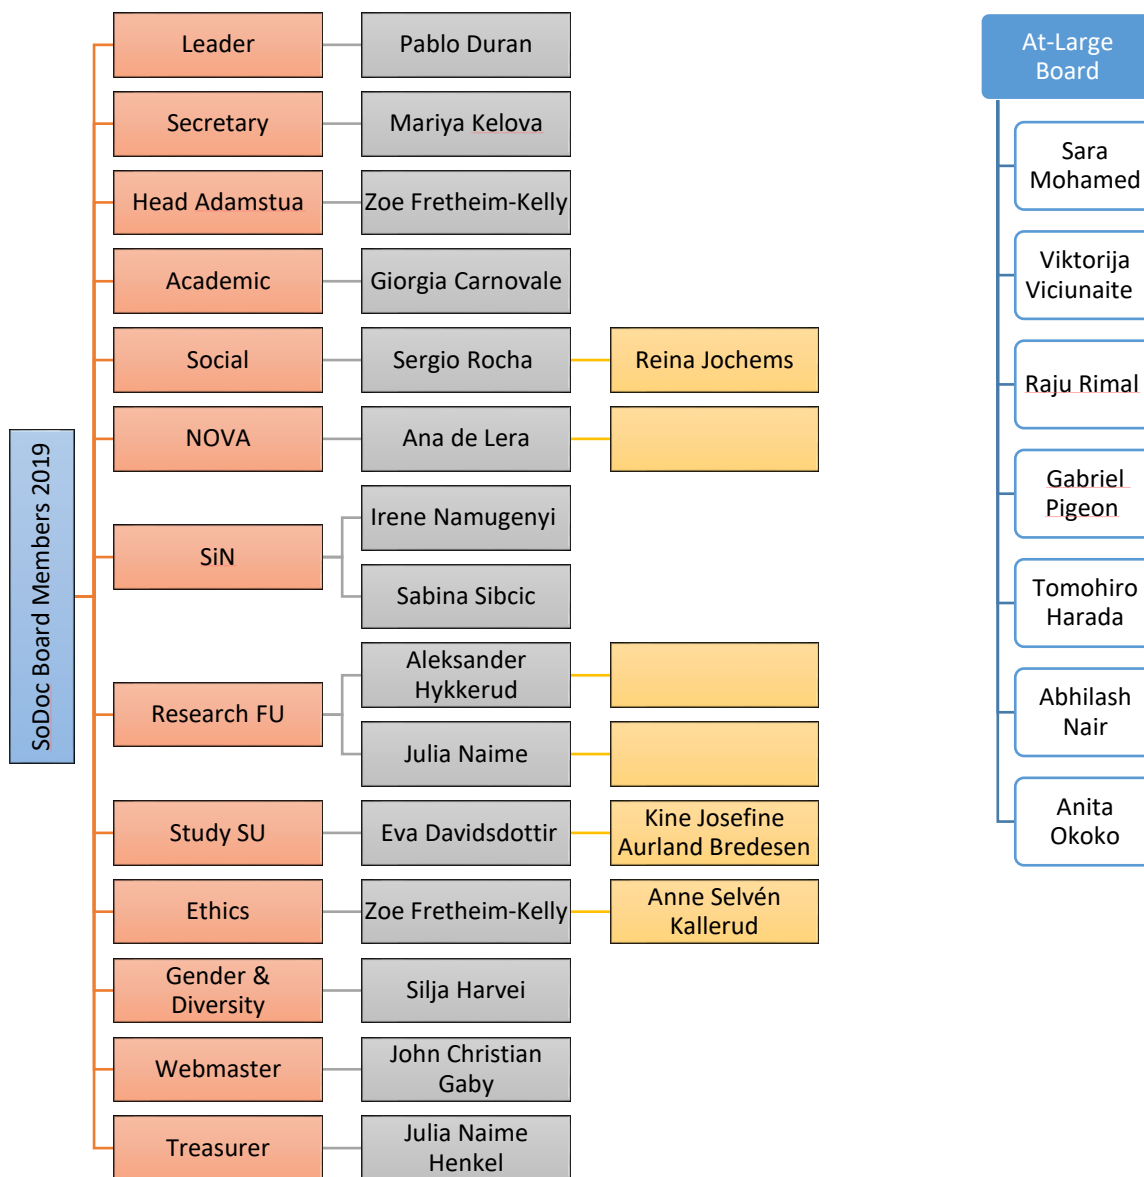 SoDoc Board Members 2019
Leader
Pablo Duran
Secretary
Mariya Kelova
Head Adamstua
Zoe Fretheim-Kelly
Academic
Giorgia Carnovale
Social
Sergio Rocha
Reina Jochems
NOVA
Ana de Lera
SiN
Irene Namugenyi
Sabina Sibcic
Research FU
Aleksander
Hykkerud
Julia Naime
Study SU
Eva Davidsdottir
Kine Josefine
Aurland Bredesen
Ethics
Zoe Fretheim-Kelly
Anne Selvén
Kallerud
Gender &
Diversity
Silja Harvei
Webmaster
John Christian
Gaby
Treasurer
Julia Naime
Henkel
At-Large
Board
Sara
Mohamed
Viktorija
Viciunaite
Raju Rimal
Gabriel
Pigeon
Tomohiro
Harada
Abhilash
Nair
Anita
Okoko